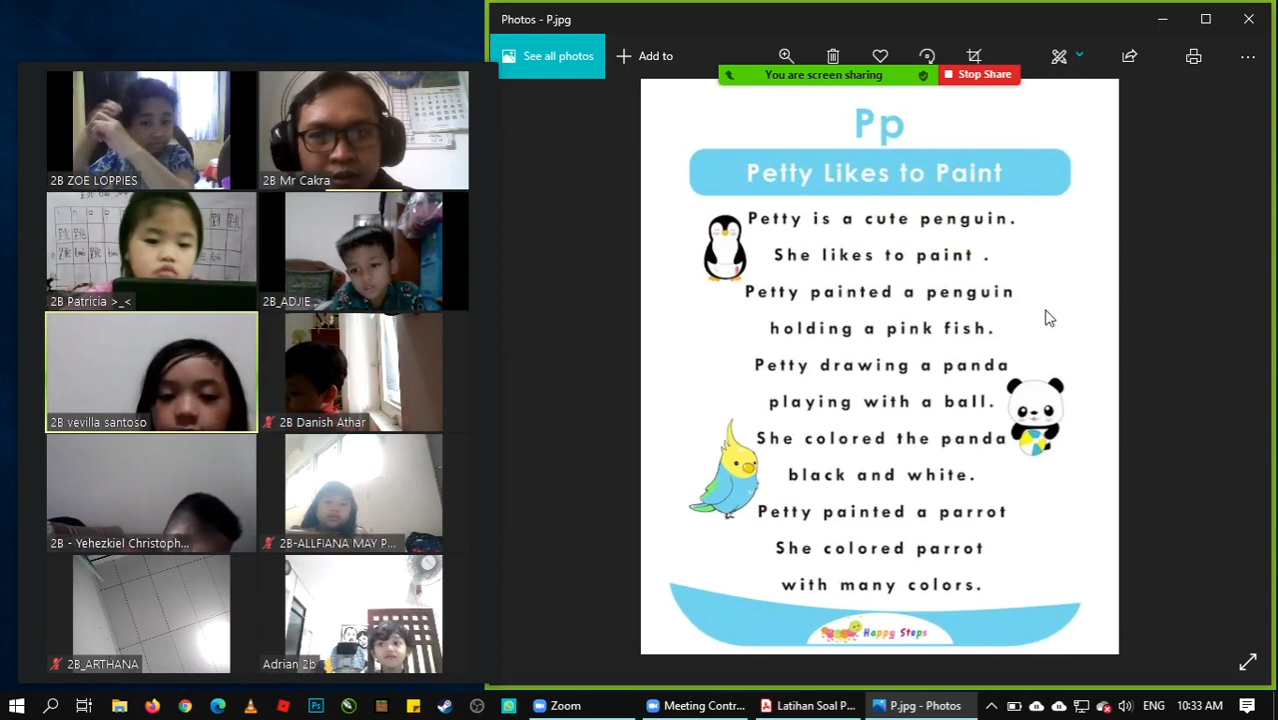 Photos - P.jpg
See all photos
Add to
You are screen sharing
Stop Share
2B ZOE LOPPIES
2B Mr Cakra
2B Patricia >_<
2B_ADJIE
2B vevilla santoso
2B Danish Athar
2B - Yehezkiel Christoph...
2B-ALLFIANA MAY P...
2B_ARTHANA
Adrian 2b
Pp
Petty Likes to Paint
Petty is a cute penguin.
She likes to paint .
Petty painted a penguin
holding a pink fish.
Petty drawing a panda
playing with a ball.
She colored the panda
black and white.
Petty painted a parrot
She colored parrot
with many colors.
Happy Steps
Zoom
Meeting Contr...
Latihan Soal P...
P.jpg - Photos
ENG
10:33 AM